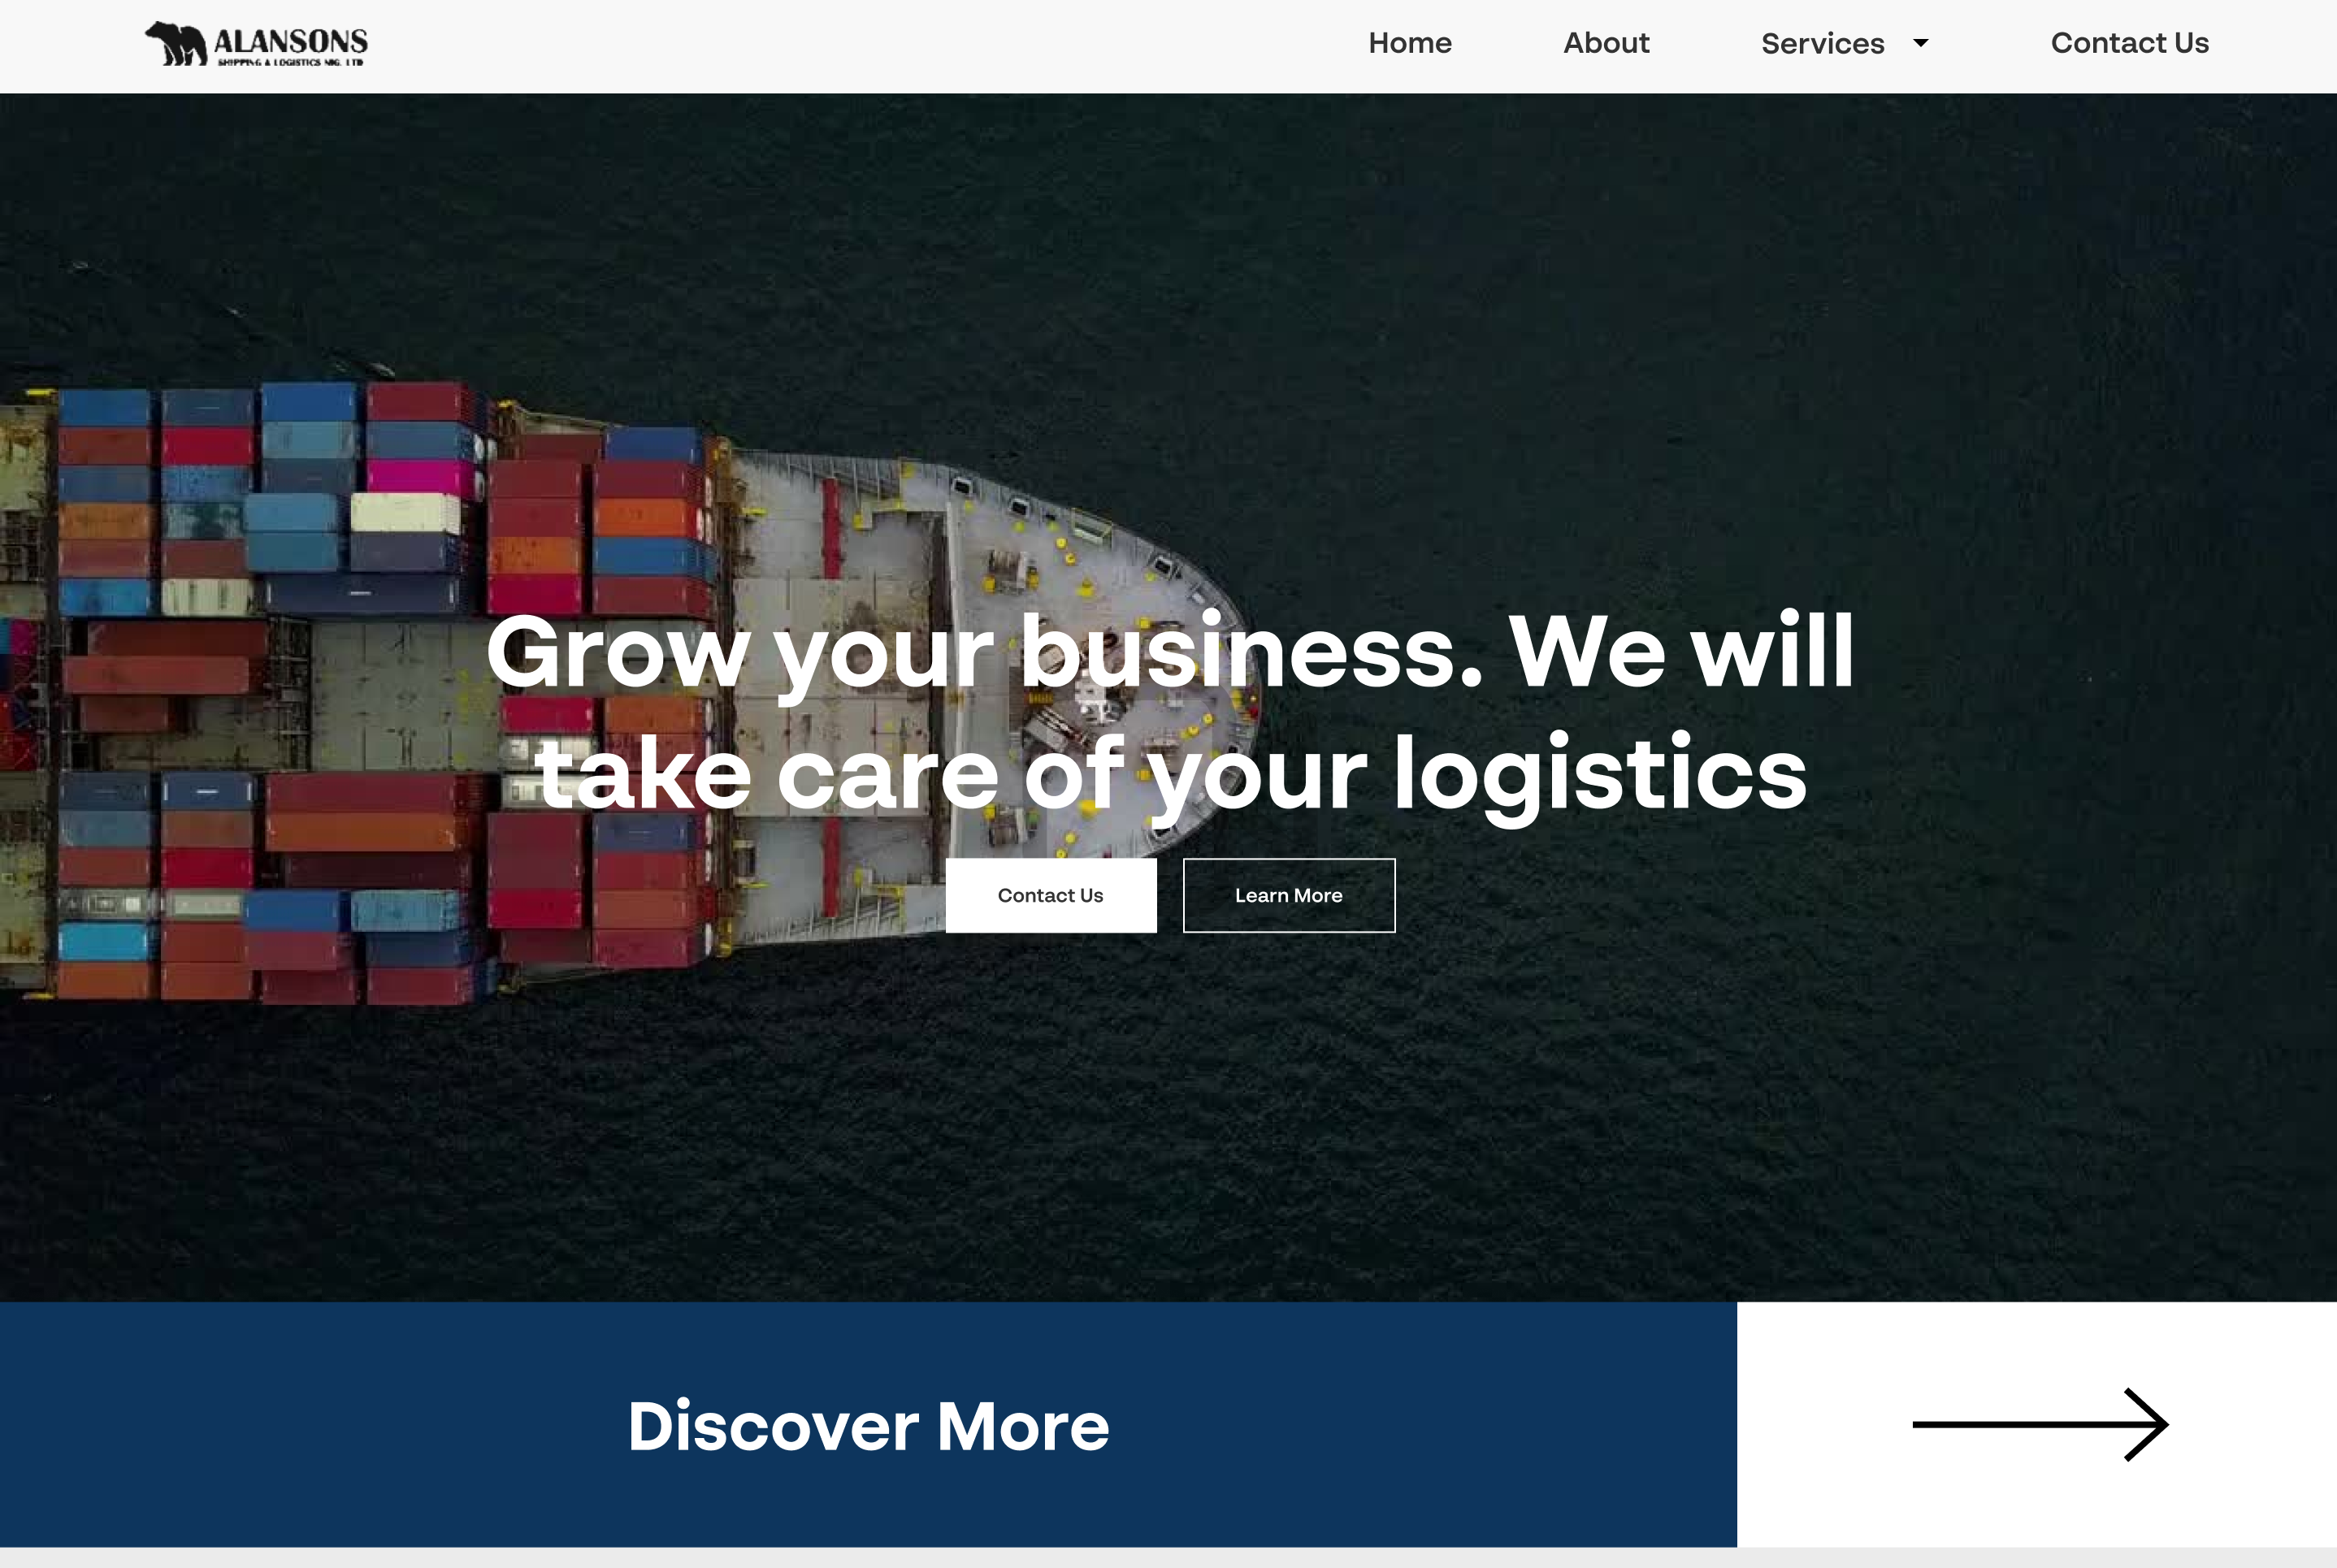 ALANSONS
SHIPPING & LOGISTICS NIG. LTD
Home
About
Services
Contact Us
Grow your business. We will
take care of your logistics
Contact Us
Learn More
Discover More